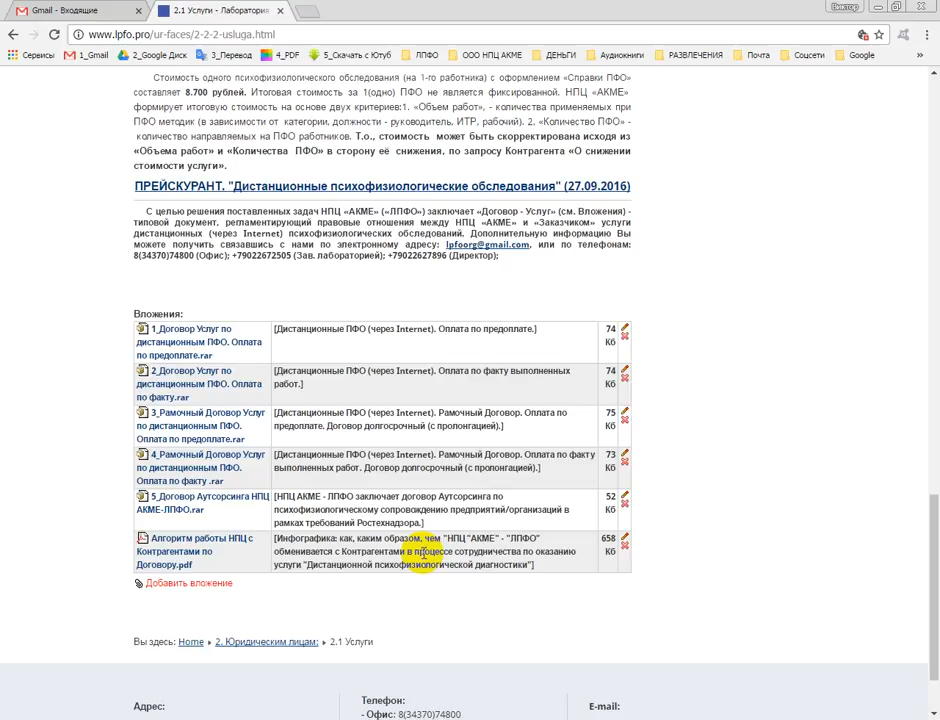 Gmail - Входящие
2.1 Услуги - Лаборатория
Виктор
www.lpfo.pro/ur-faces/2-2-2-usluga.html
Сервисы 1_Gmail 2_Google Диск 3_Перевод 4_PDF 5_Скачать с Ютуб ЛПФО ООО НПЦ АКМЕ ДЕНЬГИ Аудиокниги РАЗВЛЕЧЕНИЯ Почта Соцсети Google »
Стоимость одного психофизиологического обследования (на 1-го работника) с оформлением «Справки ПФО»
составляет 8.700 рублей. Итоговая стоимость за 1(одно) ПФО не является фиксированной. НПЦ «АКМЕ»
формирует итоговую стоимость на основе двух критериев:1. «Объем работ», - количества применяемых при
ПФО методик (в зависимости от категории, должности - руководитель, ИТР, рабочий). 2. «Количество ПФО» -
количество направляемых на ПФО работников. Т.о., стоимость может быть скорректирована исходя из
«Объема работ» и «Количества ПФО» в сторону её снижения, по запросу Контрагента «О снижении
стоимости услуги».
ПРЕЙСКУРАНТ. "Дистанционные психофизиологические обследования" (27.09.2016)
С целью решения поставленных задач НПЦ «АКМЕ» («ЛПФО») заключает «Договор - Услуг» (см. Вложения) -
типовой документ, регламентирующий правовые отношения между НПЦ «АКМЕ» и «Заказчиком» услуги
дистанционных (через Internet) психофизиологических обследований. Дополнительную информацию Вы
можете получить связавшись с нами по электронному адресу: lpfoorg@gmail.com, или по телефонам:
8(34370)74800 (Офис); +79022672505 (Зав. лабораторией); +79022627896 (Директор);
Вложения:
1_Договор Услуг по [Дистанционные ПФО (через Internet). Оплата по предоплате.] 74
дистанционным ПФО. Оплата Кб
по предоплате.rar
2_Договор Услуг по [Дистанционные ПФО (через Internet). Оплата по факту выполненных 74
дистанционным ПФО. Оплата работ.] Кб
по факту.rar
3_Рамочный Договор Услуг [Дистанционные ПФО (через Internet). Рамочный Договор. Оплата по 75
по дистанционным ПФО. предоплате. Договор долгосрочный (с пролонгацией).] Кб
Оплата по предоплате.rar
4_Рамочный Договор Услуг [Дистанционные ПФО (через Internet). Рамочный Договор. Оплата по факту 73
по дистанционным ПФО. выполненных работ. Договор долгосрочный (с пролонгацией).] Кб
Оплата по факту .rar
5_Договор Аутсорсинга НПЦ [НПЦ АКМЕ - ЛПФО заключает договор Аутсорсинга по 52
АКМЕ-ЛПФО.rar психофизиологическому сопровождению предприятий/организаций в Кб
рамках требований Ростехнадзора.]
Алгоритм работы НПЦ с [Инфографика: как, каким образом, чем "НПЦ "АКМЕ" - "ЛПФО" 658
Контрагентами по обменивается с Контрагентами в процессе сотрудничества по оказанию Кб
Договору.pdf услуги "Дистанционной психофизиологической диагностики"]
Добавить вложение
Вы здесь: Home 2. Юридическим лицам: 2.1 Услуги
Телефон:
Адрес: E-mail:
- Офис: 8(34370)74800